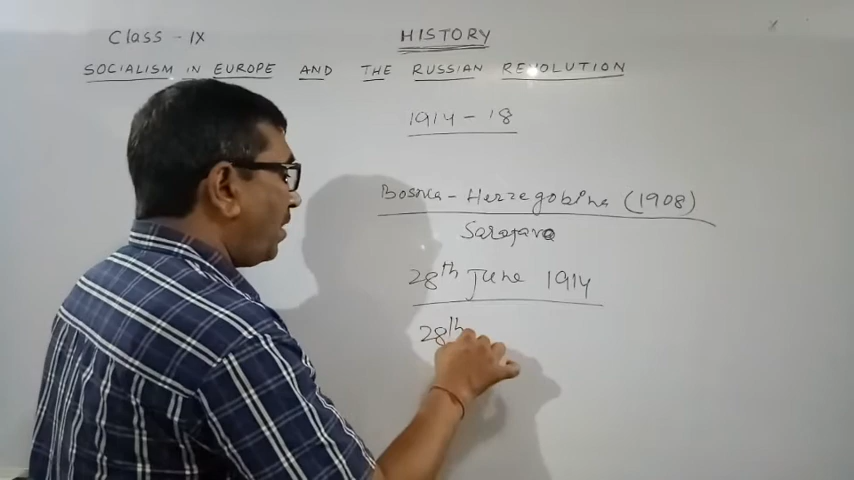 Class - IX
HISTORY
SOCIALISM IN EUROPE AND THE RUSSIAN REVOLUTION
1914 - 18
Bosnia - Herzegobina (1908)
Sarajavo
28th June 1914
28th